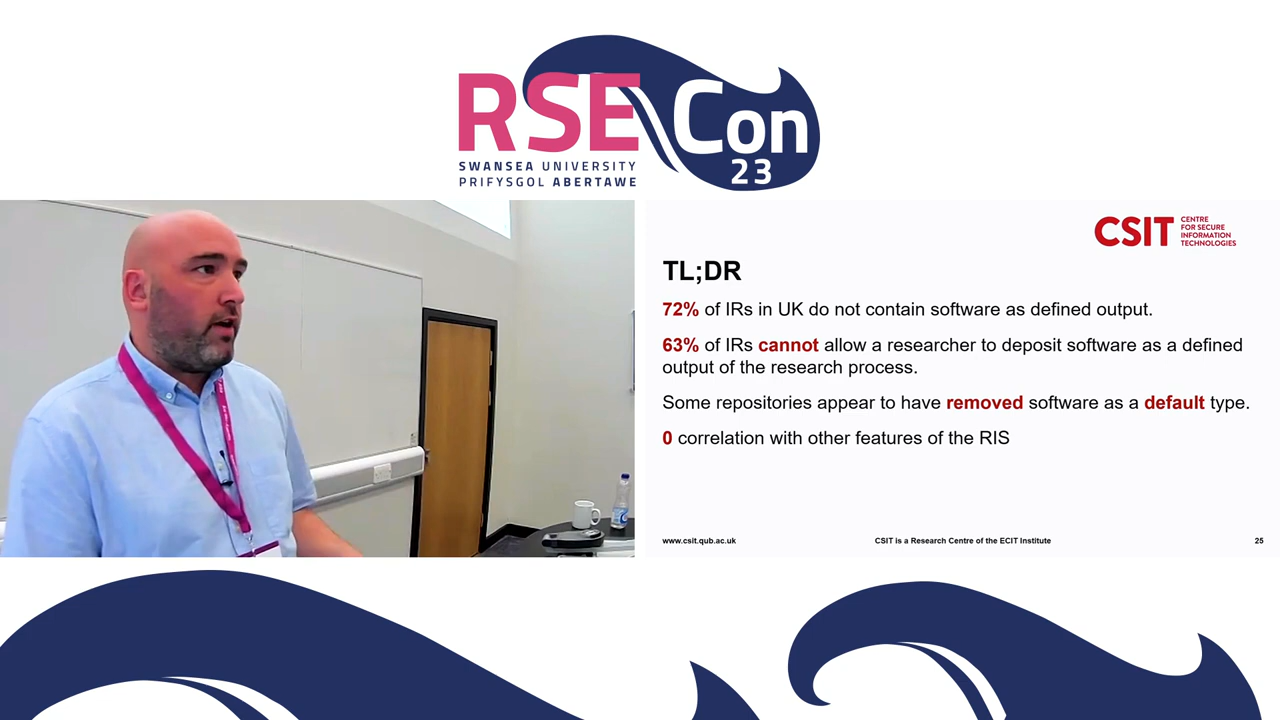 RSE Con
23
SWANSEA UNIVERSITY
PRIFYSGOL ABERTAWE
CSIT
CENTRE
FOR SECURE
INFORMATION
TECHNOLOGIES
TL;DR
72% of IRs in UK do not contain software as defined output.
63% of IRs cannot allow a researcher to deposit software as a defined
output of the research process.
Some repositories appear to have removed software as a default type.
0 correlation with other features of the RIS
www.csit.qub.ac.uk
CSIT is a Research Centre of the ECIT Institute
25